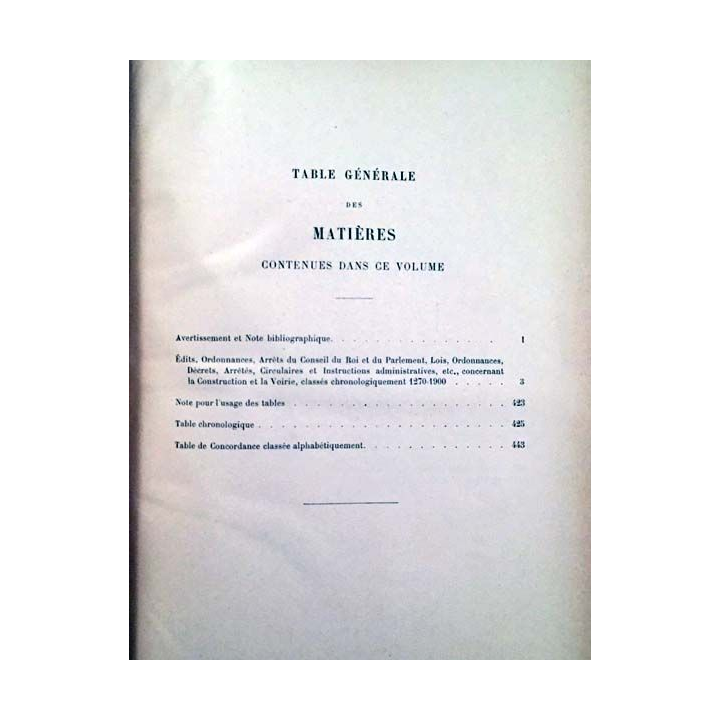 TABLE GÉNÉRALE
DES
MATIÈRES
CONTENUES DANS CE VOLUME
Avertissement et Note bibliographique. . . . . . . . . . . . . . 1
Édits, Ordonnances, Arrêts du Conseil du Roi et du Parlement, Lois, Ordonnances,
Décrets, Arrêtés, Circulaires et Instructions administratives, etc., concernant
la Construction et la Voirie, classés chronologiquement 1270-1900 . . . . . 3
Note pour l'usage des tables . . . . . . . . . . . . . . . . . 423
Table chronologique . . . . . . . . . . . . . . . . . . . . 425
Table de Concordance classée alphabétiquement. . . . . . . . . . . . 443